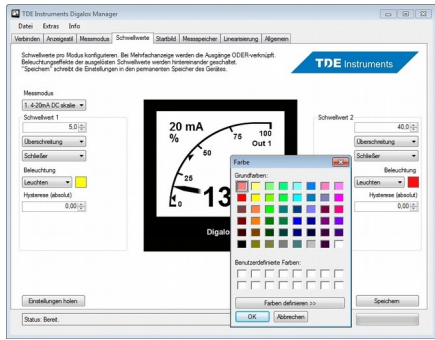 TDE Instruments Digalox Manager
Datei Extras Info
Verbinden Anzeigestil Messmodus Schwellwerte Startbild Messspeicher Linearisierung Allgemein
Schwellwerte pro Modus konfigurieren. Bei Mehrfachanzeige werden die Ausgänge ODER-verknüpft.
Beleuchtungseffekte der ausgelösten Schwellwerte werden hintereinander geschaltet.
"Speichern" schreibt die Einstellungen in den permanenten Speicher des Gerätes.
TDE Instruments
Messmodus
1. 4-20mA DC skalie
Schwellwert 1
5,0
Überschreitung
Schließer
Beleuchtung
Leuchten
Hysterese (absolut)
0,00
20 mA
%
0
25
50
75
100
Out 1
13
Digalo
Schwellwert 2
40,0
Überschreitung
Schließer
Beleuchtung
Leuchten
Hysterese (absolut)
0,00
Farbe
Grundfarben:
Benutzerdefinierte Farben:
Farben definieren >>
OK Abbrechen
Einstellungen holen
Speichern
Status: Bereit.